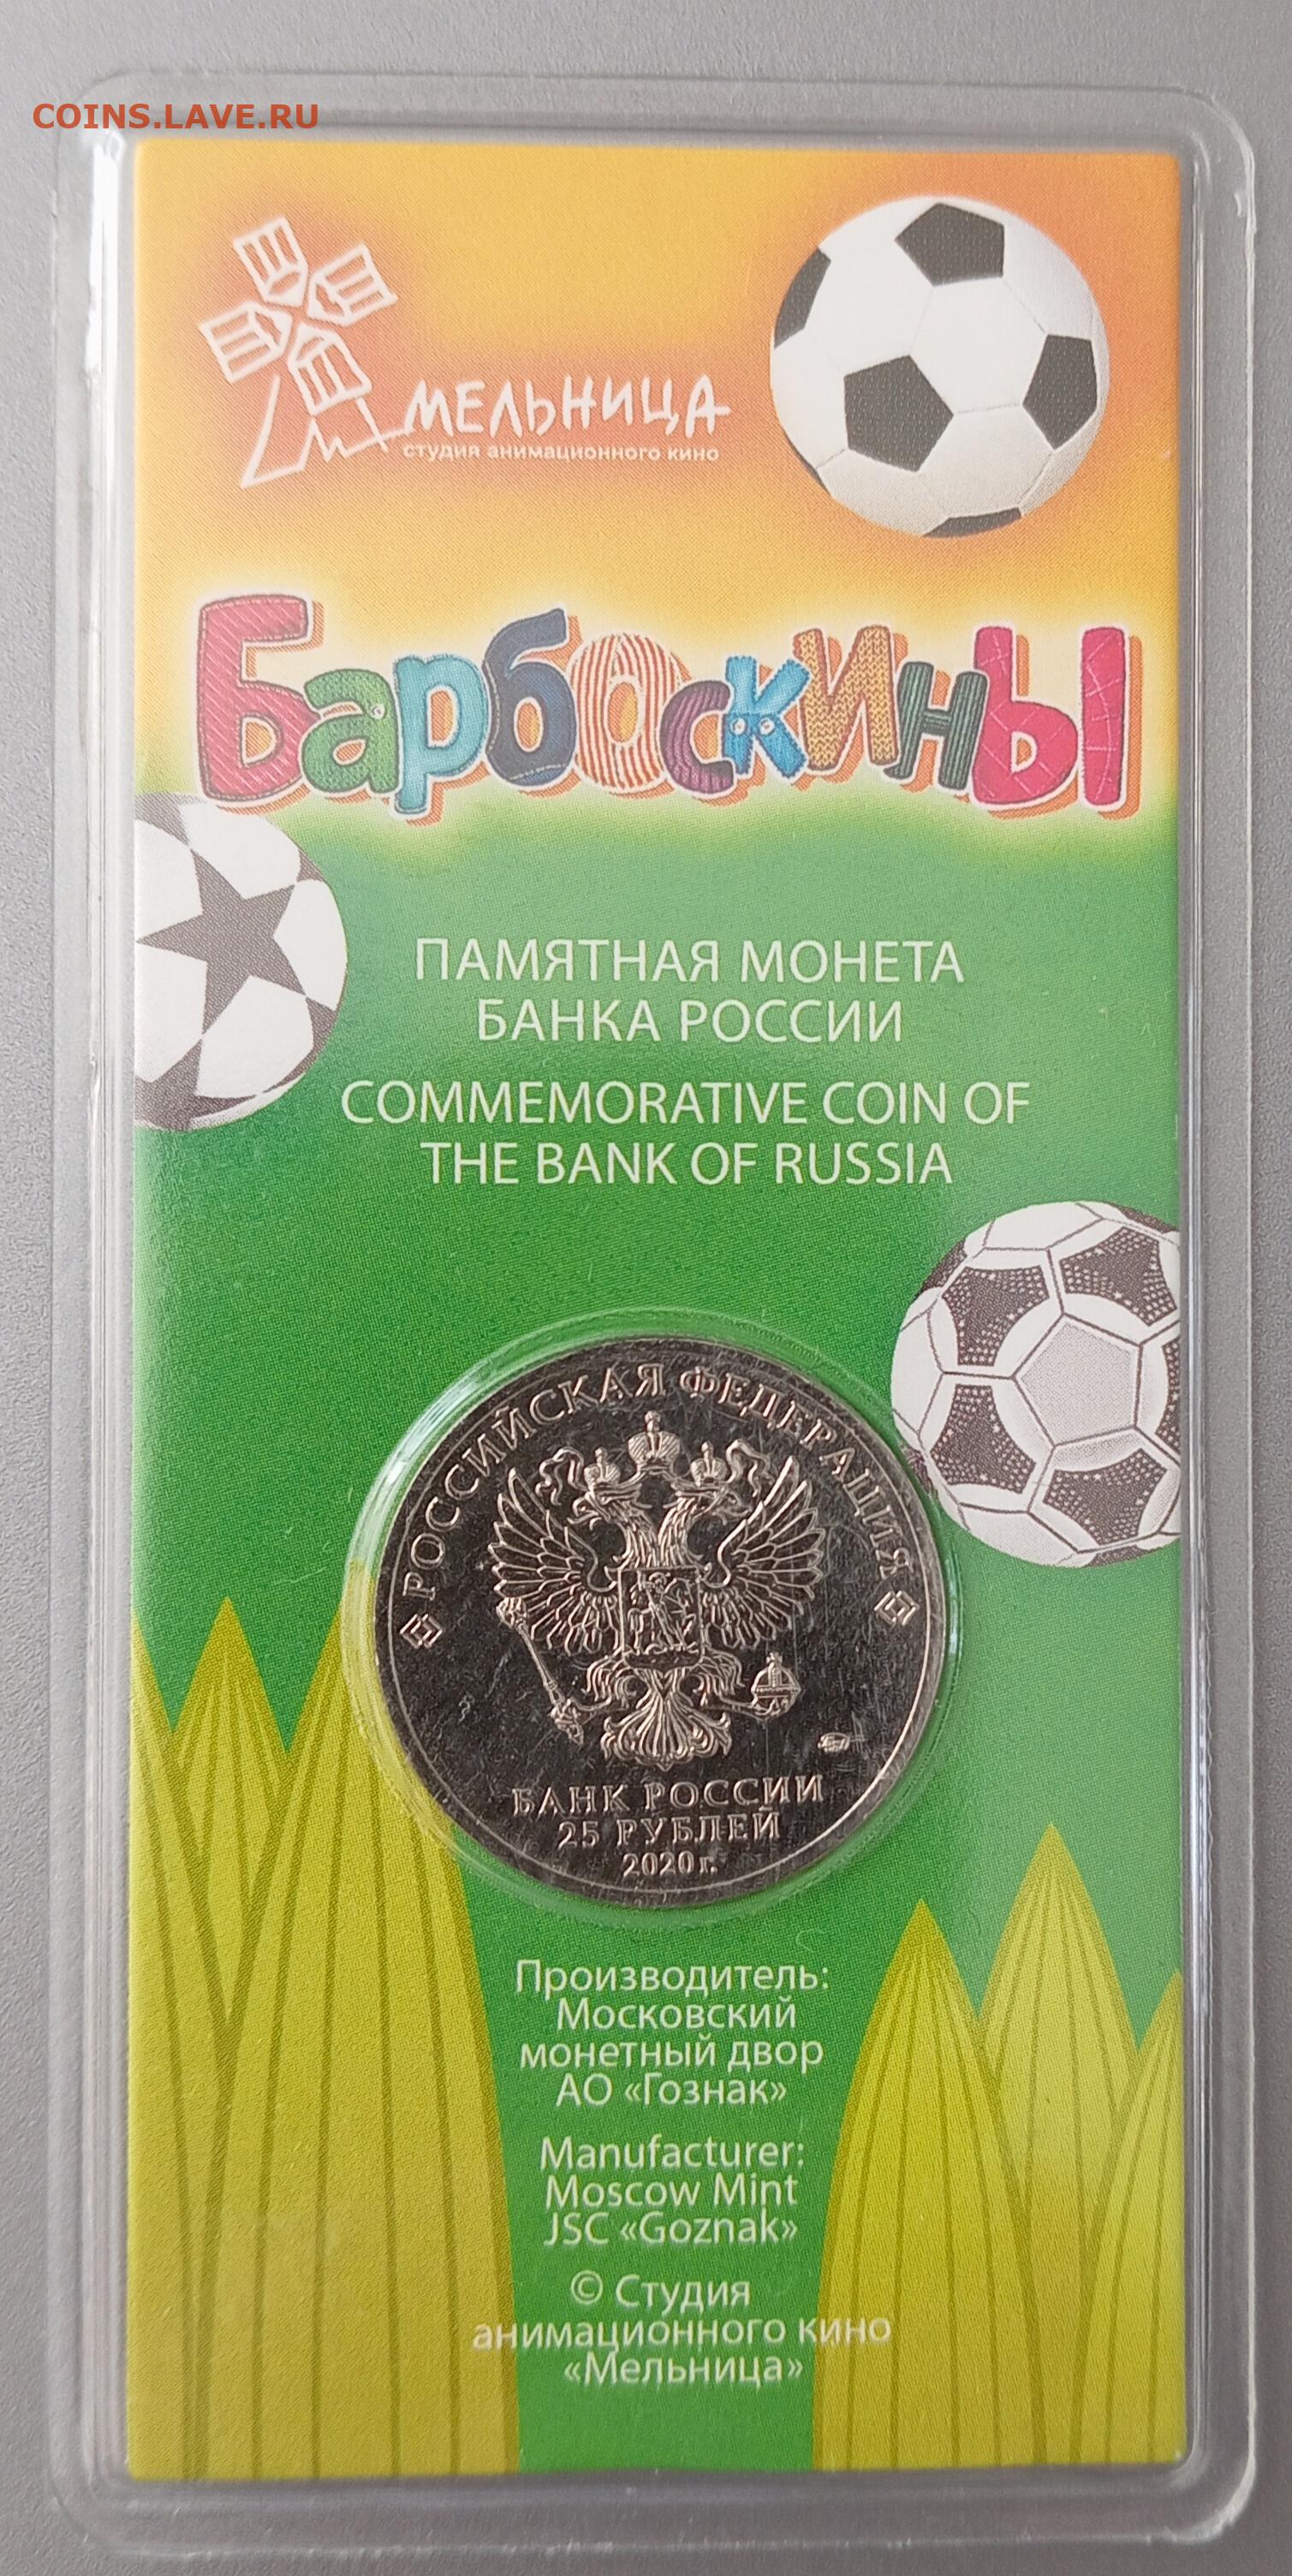 COINS.LAVE.RU
МЕЛЬНИЦА
студия анимационного кино
Барбоскины
ПАМЯТНАЯ МОНЕТА
БАНКА РОССИИ
COMMEMORATIVE COIN OF
THE BANK OF RUSSIA
РОССИЙСКАЯ ФЕДЕРАЦИЯ
БАНК РОССИИ
25 РУБЛЕЙ
2020 г.
Производитель:
Московский
монетный двор
АО «Гознак»
Manufacturer:
Moscow Mint
JSC «Goznak»
© Студия
анимационного кино
«Мельница»